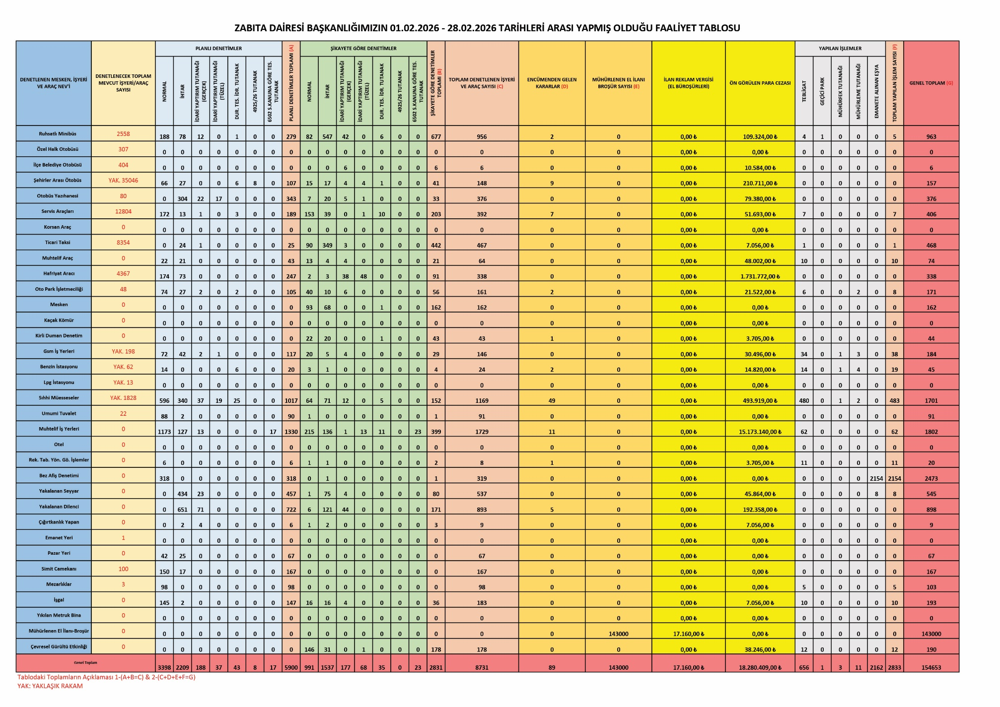 ZABITA DAİRESİ BAŞKANLIĞIMIZIN 01.02.2026 - 28.02.2026 TARİHLERİ ARASI YAPMIŞ OLDUĞU FAALİYET TABLOSU
DENETLENEN MESKEN, İŞYERİ VE ARAÇ NEV'İ
DENETLENECEK TOPLAM MEVCUT İŞYERİ/ARAÇ SAYISI
PLANLI DENETİMLER
NORMAL
İHTAR
İDARİ YAPTIRIM TUTANAĞI (GERÇEK)
İDARİ YAPTIRIM TUTANAĞI (TÜZEL)
DUR. TES. İDR. TUTANAK
4925/26 TUTANAK
6502 S.KANUNA GÖRE TES. TUTANAK
PLANLI DENETİMLER TOPLAMI (A)
ŞİKAYETE GÖRE DENETİMLER
NORMAL
İHTAR
İDARİ YAPTIRIM TUTANAĞI (GERÇEK)
İDARİ YAPTIRIM TUTANAĞI (TÜZEL)
DUR. TES. İDR. TUTANAK
4925/26 TUTANAK
6502 S.KANUNA GÖRE TES. TUTANAK
ŞİKAYETE GÖRE DENETİMLER TOPLAMI (B)
TOPLAM DENETLENEN İŞYERİ VE ARAÇ SAYISI (C)
ENCÜMENDEN GELEN KARARLAR (D)
MÜHÜRLENEN EL İLANI BROŞÜR SAYISI (E)
İLAN REKLAM VERGİSİ (EL BÜROŞÜRLERİ)
ÖN GÖRÜLEN PARA CEZASI
YAPILAN İŞLEMLER
TEBLİGAT
GEÇİCİ PARK
MÜHÜRFEK TUTANAĞI
MÜHÜRLEME TUTANAĞI
EMANETE ALINAN EŞYA
TOPLAM YAPILAN İŞLEM SAYISI (F)
GENEL TOPLAM (G)
Ruhsatlı Minibüs 2558 188 78 12 0 1 0 0 279 82 547 42 0 6 0 0 677 956 2 0 0,00 ₺ 109.324,00 ₺ 4 1 0 0 0 5 963
Özel Halk Otobüsü 307 0 0 0 0 0 0 0 0 0 0 0 0 0 0 0 0 0 0 0 0,00 ₺ 0,00 ₺ 0 0 0 0 0 0 0
İlçe Belediye Otobüsü 404 0 0 0 0 0 0 0 0 0 0 6 0 0 0 0 6 6 0 0 0,00 ₺ 10.584,00 ₺ 0 0 0 0 0 0 6
Şehirler Arası Ötobüs YAK. 35046 66 27 0 0 6 8 0 107 15 17 4 4 1 0 0 41 148 9 0 0,00 ₺ 210.711,00 ₺ 0 0 0 0 0 0 157
Otobüs Yazıhanesi 80 0 304 22 17 0 0 0 343 7 20 5 1 0 0 0 33 376 0 0 0,00 ₺ 79.380,00 ₺ 0 0 0 0 0 0 376
Servis Araçları 12804 172 13 1 0 3 0 0 189 153 39 0 1 10 0 0 203 392 7 0 0,00 ₺ 51.693,00 ₺ 7 0 0 0 0 7 406
Korsan Araç 0 0 0 0 0 0 0 0 0 0 0 0 0 0 0 0 0 0 0 0 0,00 ₺ 0,00 ₺ 0 0 0 0 0 0 0
Ticari Taksi 8354 0 24 1 0 0 0 0 25 90 349 3 0 0 0 0 442 467 0 0 0,00 ₺ 7.056,00 ₺ 1 0 0 0 0 1 468
Muhtelif Araç 0 22 21 0 0 0 0 0 43 13 4 4 0 0 0 0 21 64 0 0 0,00 ₺ 48.002,00 ₺ 10 0 0 0 0 10 74
Hafriyat Aracı 4367 174 73 0 0 0 0 0 247 2 3 38 48 0 0 0 91 338 0 0 0,00 ₺ 1.731.772,00 ₺ 0 0 0 0 0 0 338
Oto Park İşletmeciliği 48 74 27 2 0 2 0 0 105 40 10 6 0 0 0 0 56 161 2 0 0,00 ₺ 21.522,00 ₺ 6 0 0 2 0 8 171
Mesken 0 0 0 0 0 0 0 0 0 93 68 0 0 1 0 0 162 162 0 0 0,00 ₺ 0,00 ₺ 0 0 0 0 0 0 162
Kaçak Kömür 0 0 0 0 0 0 0 0 0 0 0 0 0 0 0 0 0 0 0 0 0,00 ₺ 0,00 ₺ 0 0 0 0 0 0 0
Kirli Duman Denetim 0 0 0 0 0 0 0 0 0 22 20 0 0 1 0 0 43 43 1 0 0,00 ₺ 3.705,00 ₺ 0 0 0 0 0 0 44
Gsm İş Yerleri YAK. 198 72 42 2 1 0 0 0 117 20 5 4 0 0 0 0 29 146 0 0 0,00 ₺ 30.496,00 ₺ 34 0 1 3 0 38 184
Benzin İstasyonu YAK. 62 14 0 0 0 6 0 0 20 3 1 0 0 0 0 0 4 24 2 0 0,00 ₺ 14.820,00 ₺ 14 0 1 4 0 19 45
Lpg İstasyonu YAK. 13 0 0 0 0 0 0 0 0 0 0 0 0 0 0 0 0 0 0 0 0,00 ₺ 0,00 ₺ 0 0 0 0 0 0 0
Sıhhi Müesseseler YAK. 1828 596 340 37 19 25 0 0 1017 64 71 12 0 5 0 0 152 1169 49 0 0,00 ₺ 493.919,00 ₺ 480 0 1 2 0 483 1701
Umumi Tuvalet 22 88 2 0 0 0 0 0 90 1 0 0 0 0 0 0 1 91 0 0 0,00 ₺ 0,00 ₺ 0 0 0 0 0 0 91
Muhtelif İş Yerleri 0 1173 127 13 0 0 0 17 1330 215 136 1 13 11 0 23 399 1729 11 0 0,00 ₺ 15.173.140,00 ₺ 62 0 0 0 0 62 1802
Otel 0 0 0 0 0 0 0 0 0 0 0 0 0 0 0 0 0 0 0 0 0,00 ₺ 0,00 ₺ 0 0 0 0 0 0 0
Rek. Tab. Yön. Gö. İşlemler 0 6 0 0 0 0 0 0 6 1 1 0 0 0 0 0 2 8 1 0 0,00 ₺ 3.705,00 ₺ 11 0 0 0 0 11 20
Bez Afiş Denetimi 0 318 0 0 0 0 0 0 318 0 1 0 0 0 0 0 1 319 0 0 0,00 ₺ 0,00 ₺ 0 0 0 0 2154 2154 2473
Yakalanan Seyyar 0 0 434 23 0 0 0 0 457 1 75 4 0 0 0 0 80 537 0 0 0,00 ₺ 45.864,00 ₺ 0 0 0 0 8 8 545
Yakalanan Dilenci 0 0 651 71 0 0 0 0 722 6 121 44 0 0 0 0 171 893 5 0 0,00 ₺ 192.358,00 ₺ 0 0 0 0 0 0 898
Çığırtkanlık Yapan 0 0 2 4 0 0 0 0 6 1 2 0 0 0 0 0 3 9 0 0 0,00 ₺ 7.056,00 ₺ 0 0 0 0 0 0 9
Emanet Yeri 1 0 0 0 0 0 0 0 0 0 0 0 0 0 0 0 0 0 0 0 0,00 ₺ 0,00 ₺ 0 0 0 0 0 0 0
Pazar Yeri 0 42 25 0 0 0 0 0 67 0 0 0 0 0 0 0 0 67 0 0 0,00 ₺ 0,00 ₺ 0 0 0 0 0 0 67
Simit Camekanı 100 150 17 0 0 0 0 0 167 0 0 0 0 0 0 0 0 167 0 0 0,00 ₺ 0,00 ₺ 0 0 0 0 0 0 167
Mezarlıklar 3 98 0 0 0 0 0 0 98 0 0 0 0 0 0 0 0 98 0 0 0,00 ₺ 0,00 ₺ 5 0 0 0 0 5 103
İşgal 0 145 2 0 0 0 0 0 147 16 16 4 0 0 0 0 36 183 0 0 0,00 ₺ 7.056,00 ₺ 10 0 0 0 0 10 193
Yıkılan Metruk Bina 0 0 0 0 0 0 0 0 0 0 0 0 0 0 0 0 0 0 0 0 0,00 ₺ 0,00 ₺ 0 0 0 0 0 0 0
Mühürlenen El İlanı-Broşür 0 0 0 0 0 0 0 0 0 0 0 0 0 0 0 0 0 0 0 143000 17.160,00 ₺ 0,00 ₺ 0 0 0 0 0 0 143000
Çevresel Gürültü Etkinliği 0 0 0 0 0 0 0 0 0 146 31 0 1 0 0 0 178 178 0 0 0,00 ₺ 38.246,00 ₺ 12 0 0 0 0 12 190
Genel Toplam 3398 2209 188 37 43 8 17 5900 991 1537 177 68 35 0 23 2831 8731 89 143000 17.160,00 ₺ 18.280.409,00 ₺ 656 1 3 11 2162 2833 154653
Tablodaki Toplamların Açıklaması 1-(A+B=C) & 2-(C+D+E+F=G)
YAK: YAKLAŞIK RAKAM